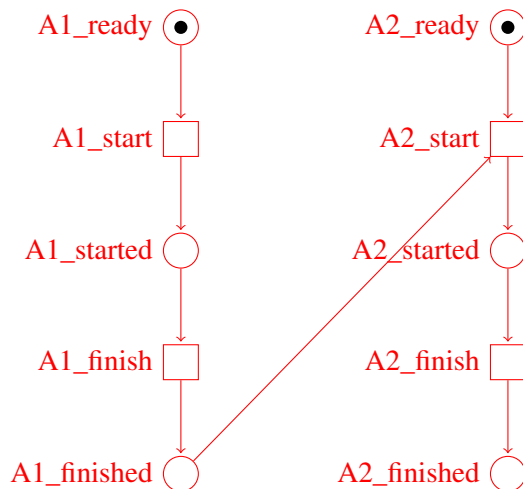 A1_ready
A2_ready
A1_start
A2_start
A1_started
A2_started
A1_finish
A2_finish
A1_finished
A2_finished